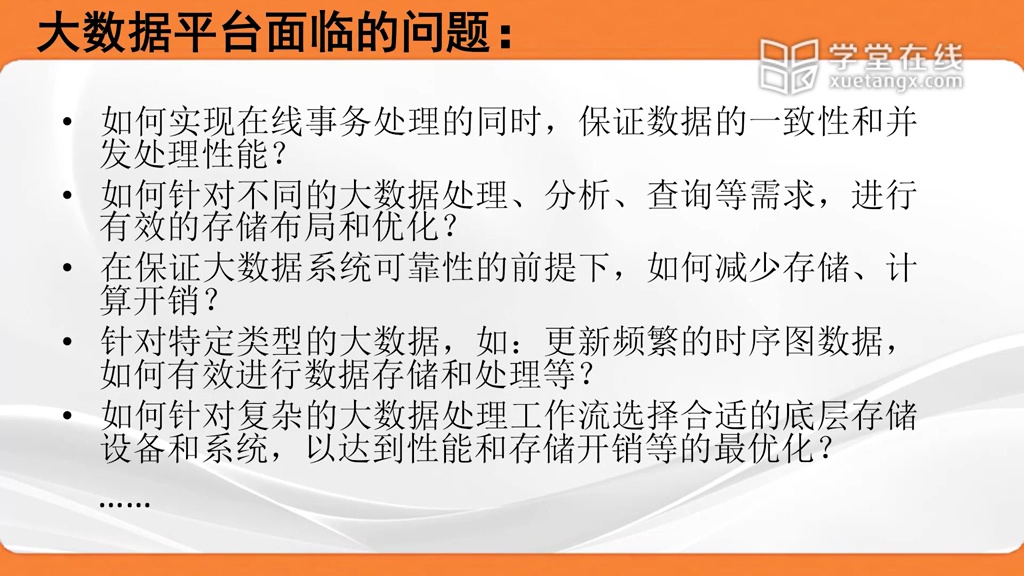 大数据平台面临的问题：
学堂在线
xuetangx.com
• 如何实现在线事务处理的同时，保证数据的一致性和并
发处理性能？
• 如何针对不同的大数据处理、分析、查询等需求，进行
有效的存储布局和优化？
• 在保证大数据系统可靠性的前提下，如何减少存储、计
算开销？
• 针对特定类型的大数据，如：更新频繁的时序图数据，
如何有效进行数据存储和处理等？
• 如何针对复杂的大数据处理工作流选择合适的底层存储
设备和系统，以达到性能和存储开销等的最优化？
……